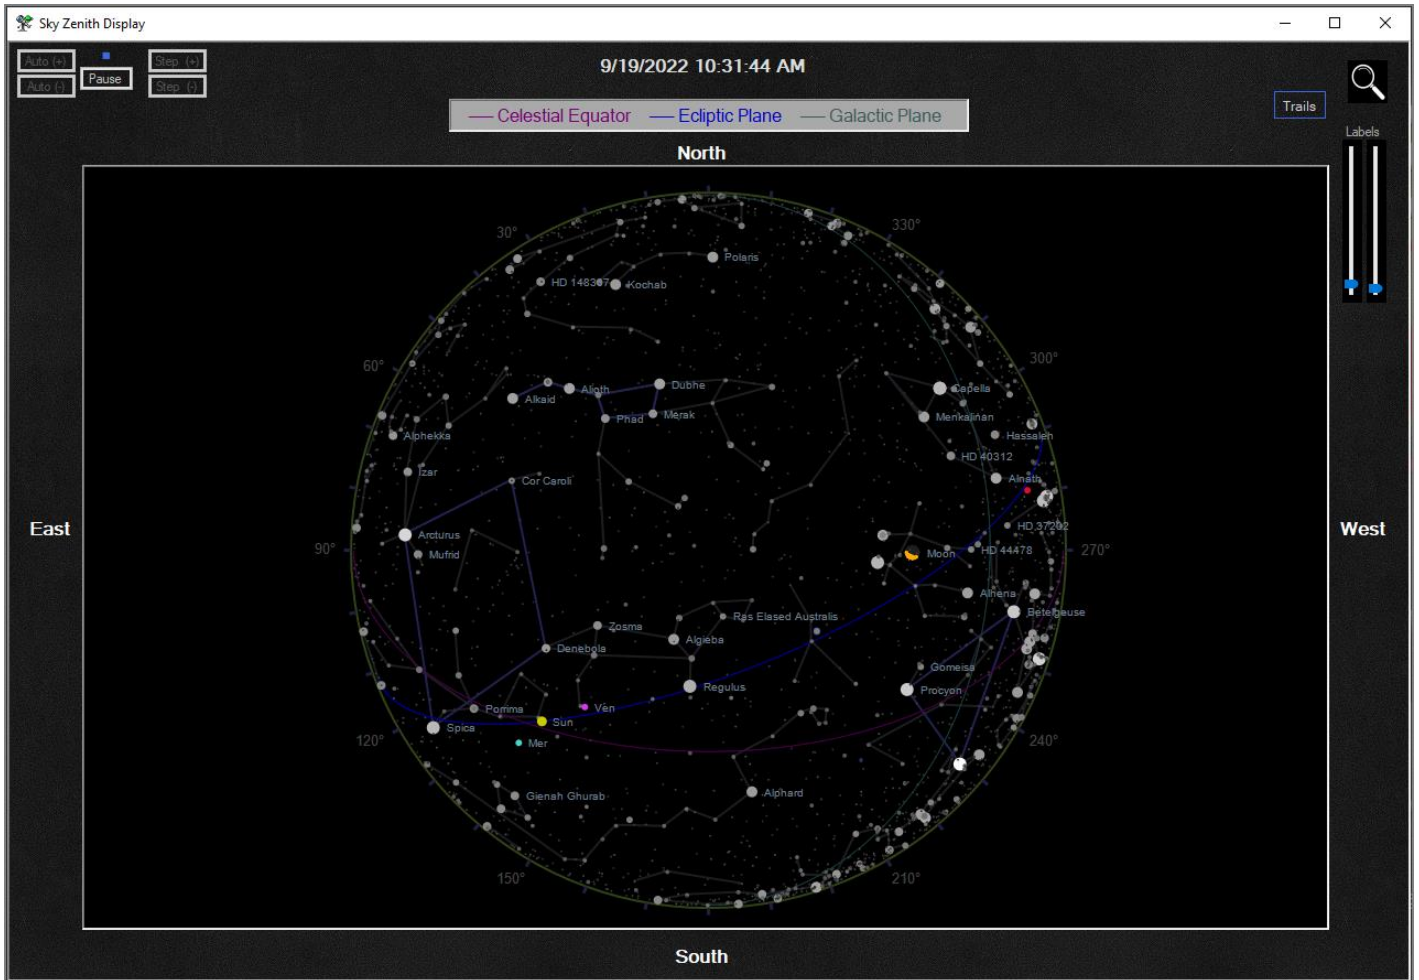 Sky Zenith Display
Auto (+)
Step (+)
Auto (-)
Pause
Step (-)
9/19/2022 10:31:44 AM
Trails
Celestial Equator
Ecliptic Plane
Galactic Plane
Labels
North
30°
330°
Polaris
HD 148387
Kochab
60°
300°
Alkaid
Alioth
Dubhe
Capella
Phad
Merak
Menkalinan
Alphekka
Hassaleh
HD 40312
Izar
Cor Caroli
Alnath
East
HD 37202
West
Arcturus
90°
Mufrid
Moon
HD 44478
270°
Alhena
Betelgeuse
Zosma
Ras Elased Australis
Algieba
Denebola
Gomeisa
Regulus
Procyon
Porrima
Ven
Spica
Sun
120°
Mer
240°
Gienah Ghurab
Alphard
150°
210°
South